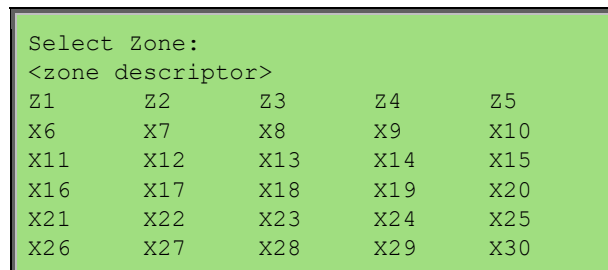 Select Zone:
<zone descriptor>
Z1 Z2 Z3 Z4 Z5
X6 X7 X8 X9 X10
X11 X12 X13 X14 X15
X16 X17 X18 X19 X20
X21 X22 X23 X24 X25
X26 X27 X28 X29 X30